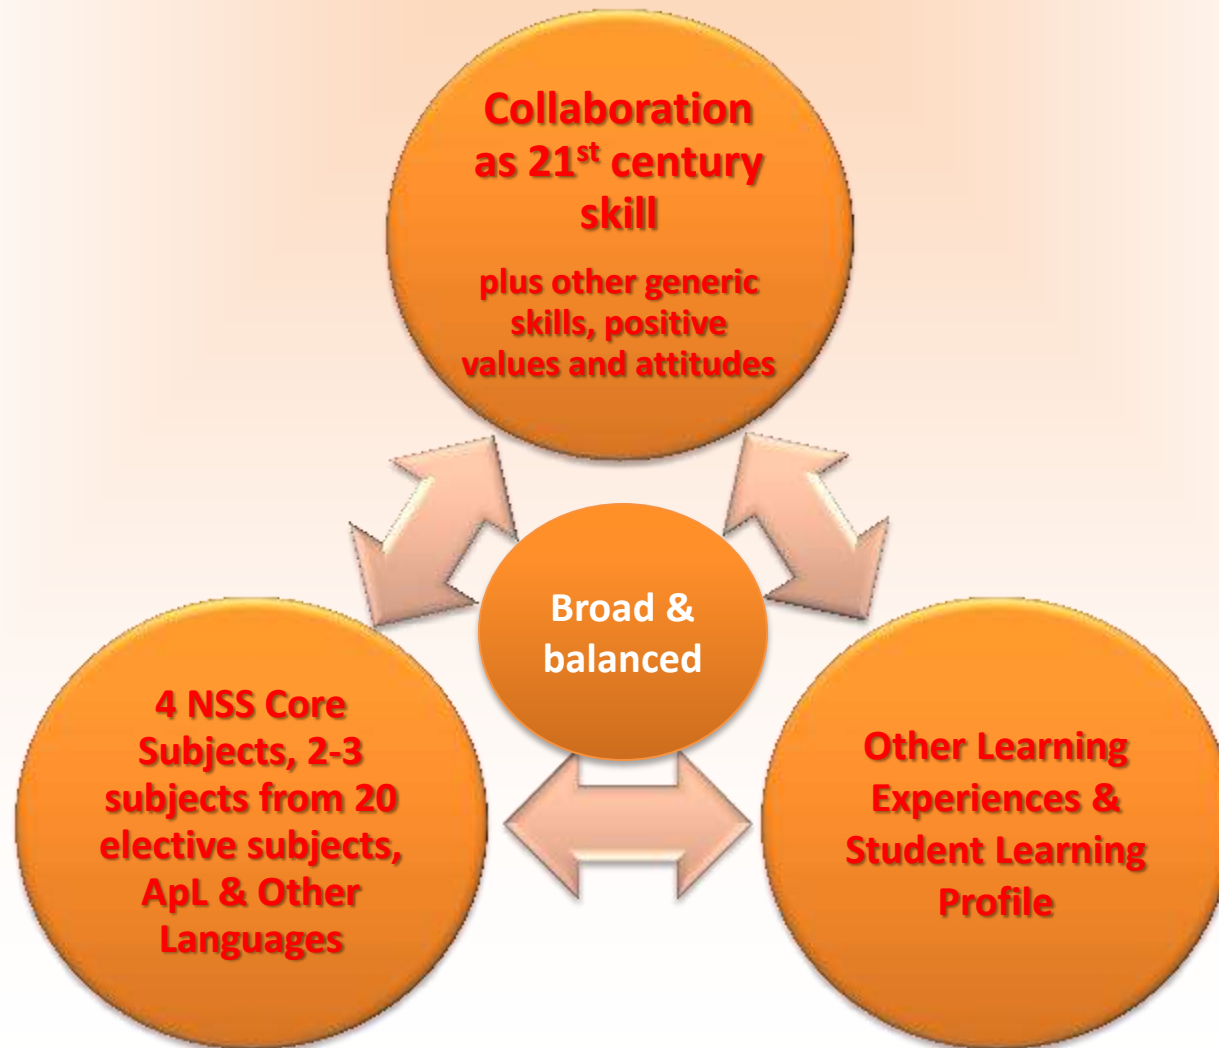 Collaboration
as 21st century
skill
plus other generic
skills, positive
values and attitudes
Broad &
balanced
4 NSS Core
Subjects, 2-3
subjects from 20
elective subjects,
ApL & Other
Languages
Other Learning
Experiences &
Student Learning
Profile